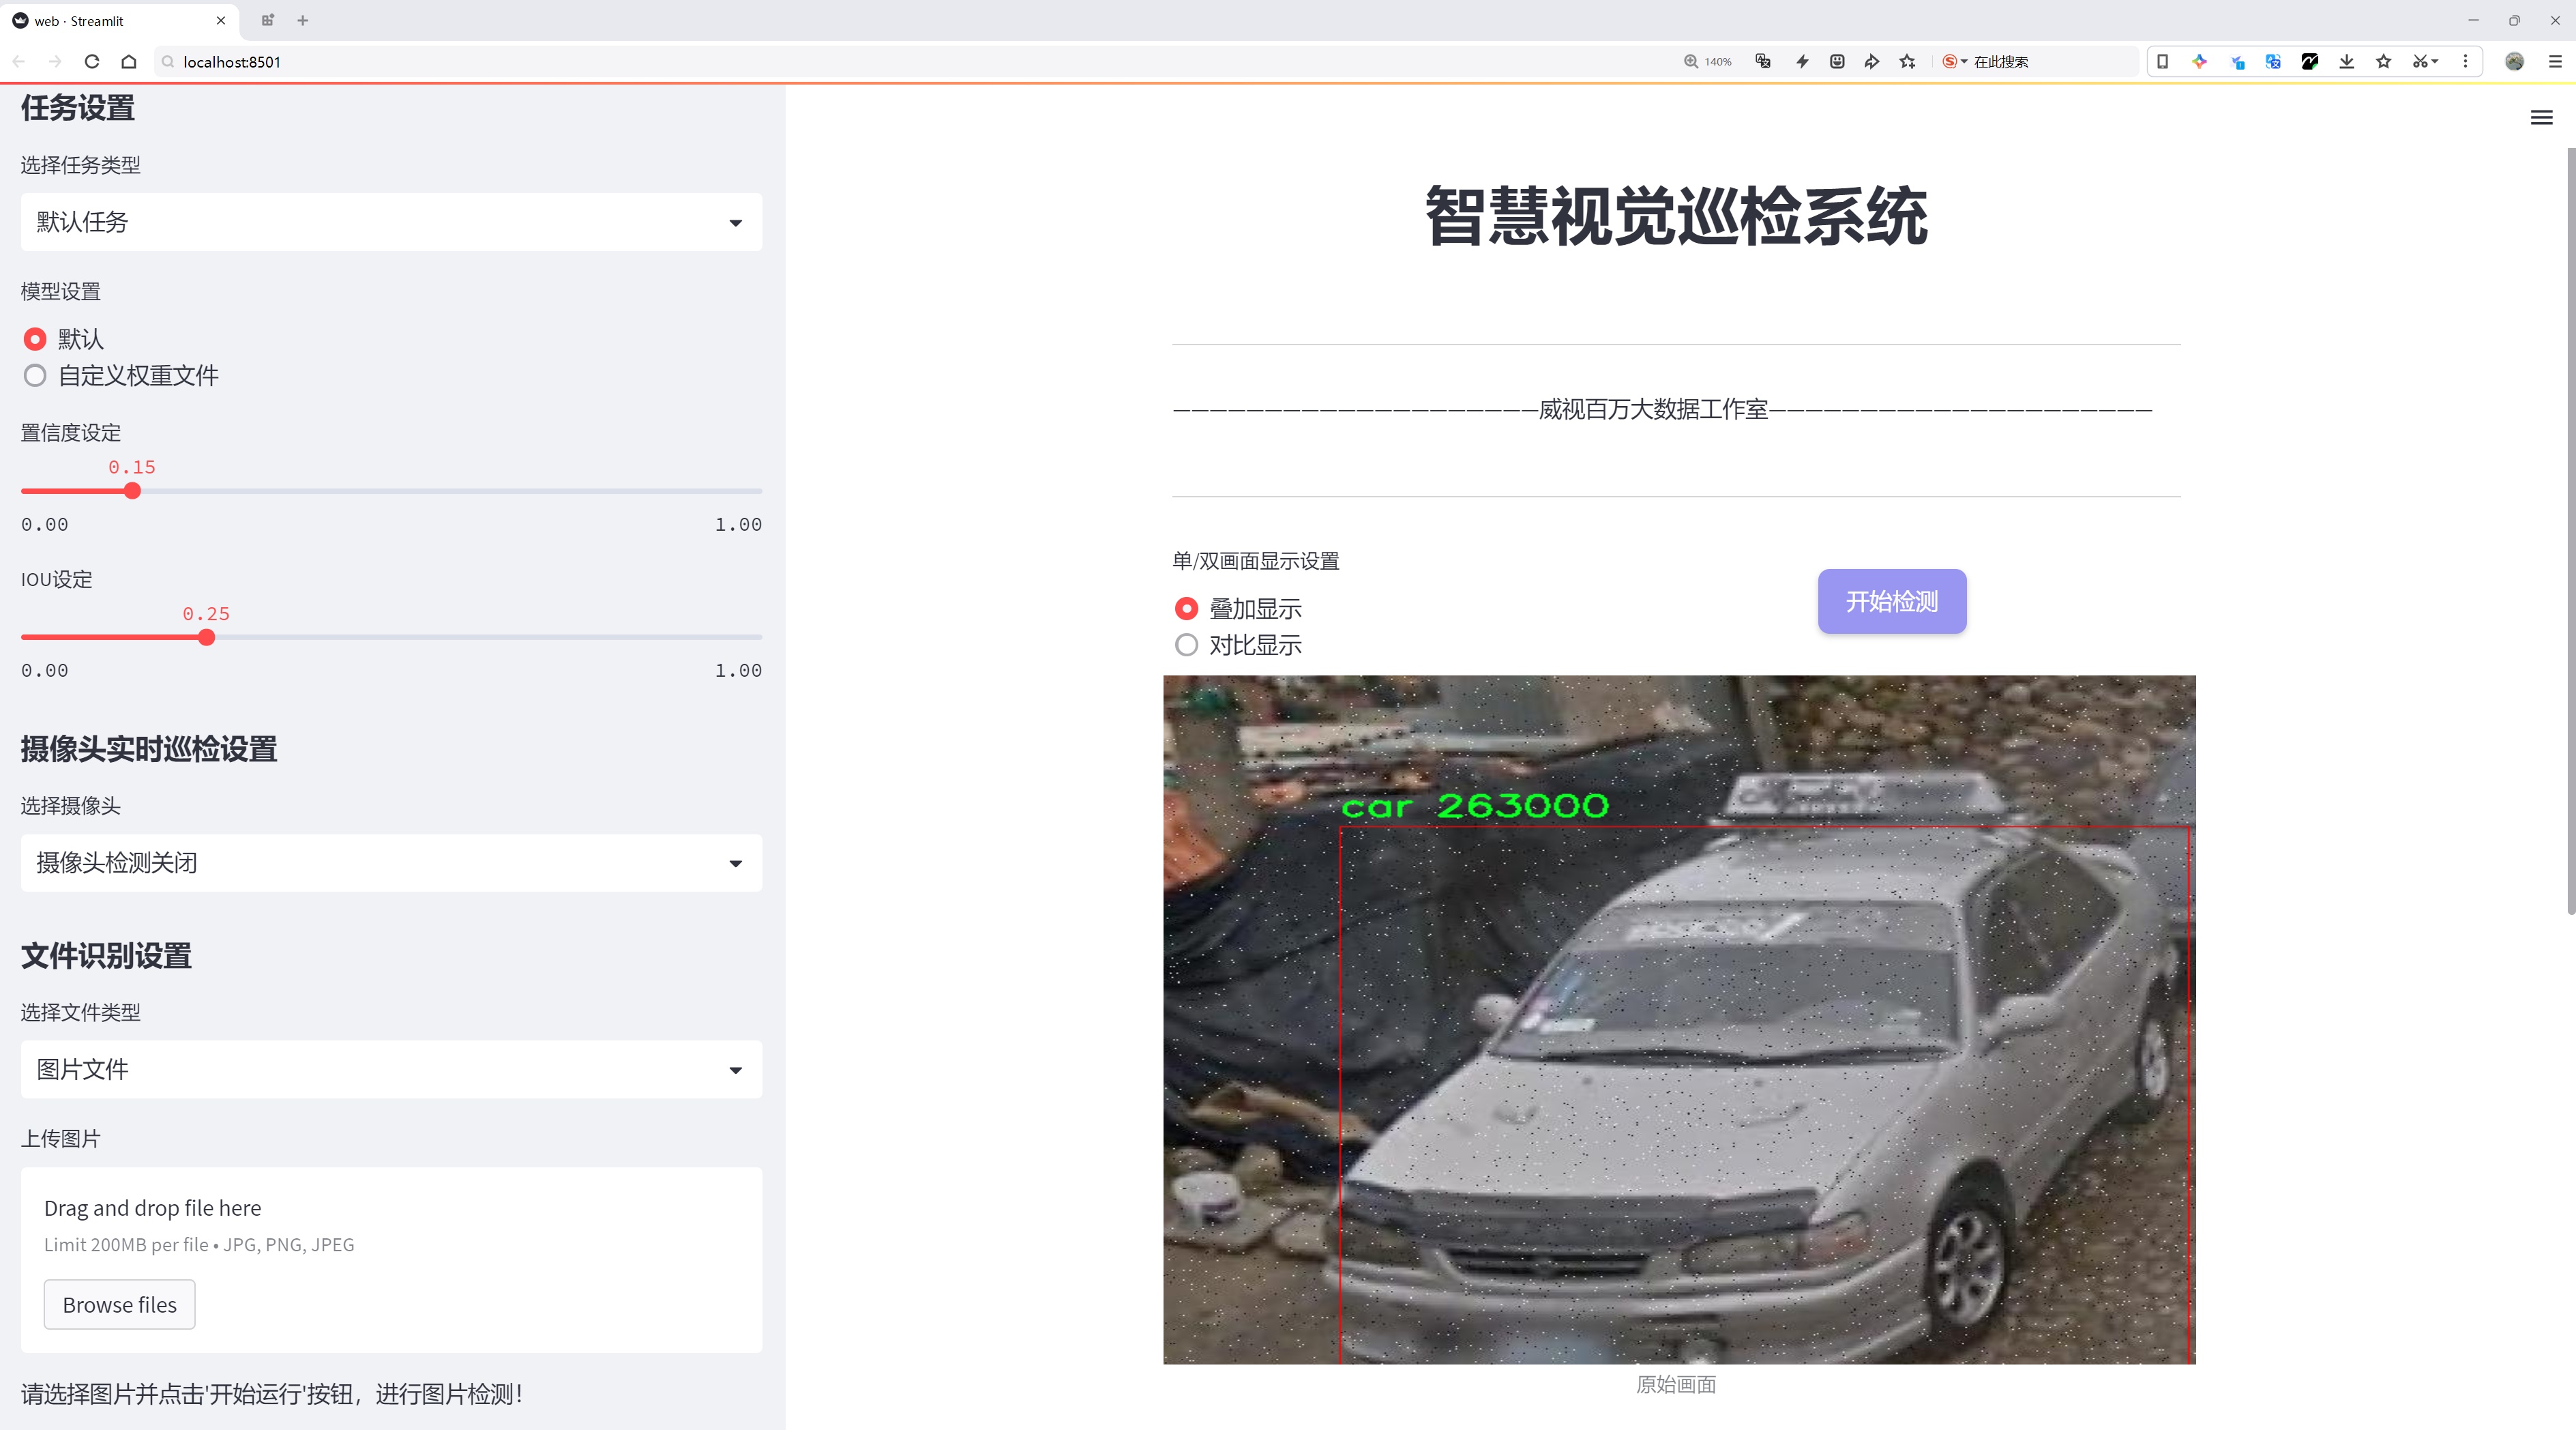 web · Streamlit
localhost:8501
140%
在此搜索
任务设置
选择任务类型
默认任务
模型设置
默认
自定义权重文件
置信度设定
0.15
0.00
1.00
IOU设定
0.25
0.00
1.00
摄像头实时巡检设置
选择摄像头
摄像头检测关闭
文件识别设置
选择文件类型
图片文件
上传图片
Drag and drop file here
Limit 200MB per file • JPG, PNG, JPEG
Browse files
请选择图片并点击'开始运行'按钮，进行图片检测！
智慧视觉巡检系统
————————————————————威视百万大数据工作室—————————————————————
单/双画面显示设置
叠加显示
对比显示
开始检测
car 263000
原始画面